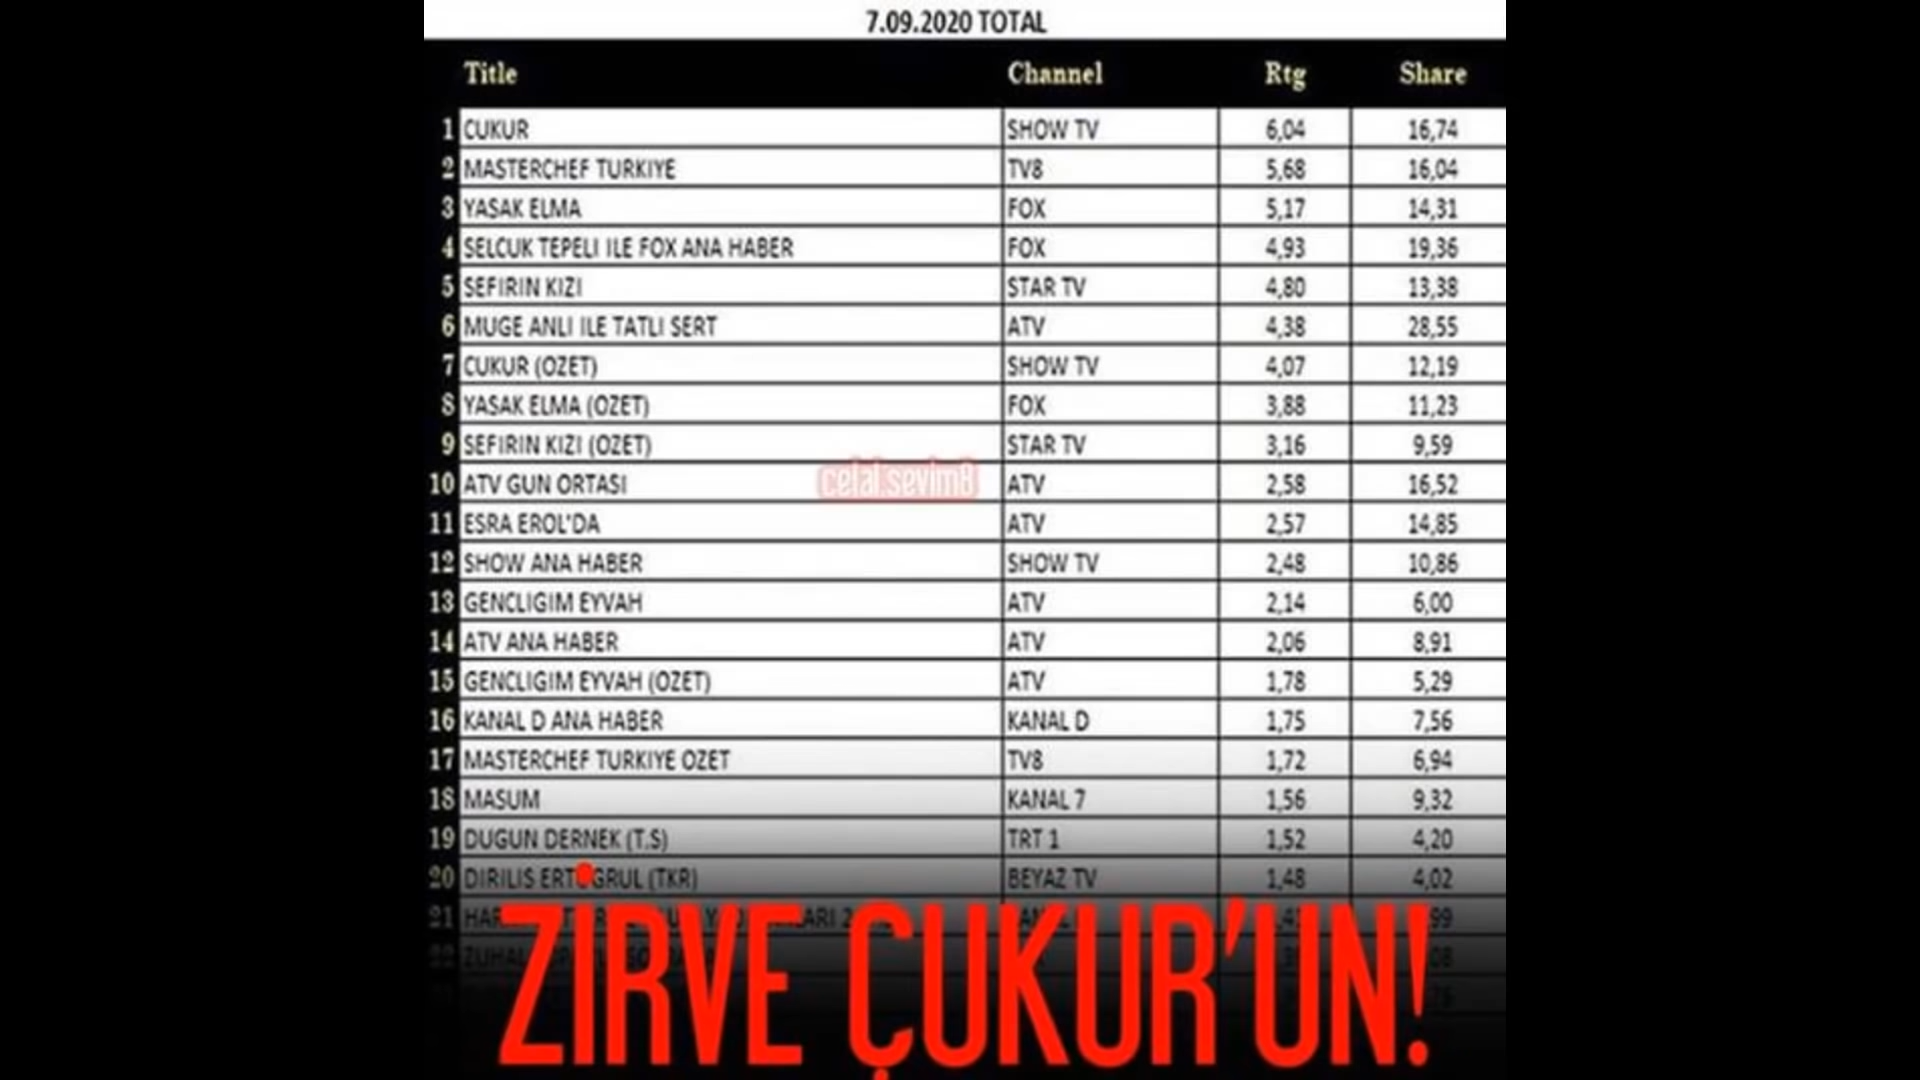 7.09.2020 TOTAL
Title Channel Rtg Share
1 CUKUR SHOW TV 6,04 16,74
2 MASTERCHEF TURKIYE TV8 5,68 16,04
3 YASAK ELMA FOX 5,17 14,31
4 SELCUK TEPELI ILE FOX ANA HABER FOX 4,93 19,36
5 SEFIRIN KIZI STAR TV 4,80 13,38
6 MUGE ANLI ILE TATLI SERT ATV 4,38 28,55
7 CUKUR (OZET) SHOW TV 4,07 12,19
8 YASAK ELMA (OZET) FOX 3,88 11,23
9 SEFIRIN KIZI (OZET) STAR TV 3,16 9,59
10 ATV GUN ORTASI celal.sevim8 ATV 2,58 16,52
11 ESRA EROL'DA ATV 2,57 14,85
12 SHOW ANA HABER SHOW TV 2,48 10,86
13 GENCLIGIM EYVAH ATV 2,14 6,00
14 ATV ANA HABER ATV 2,06 8,91
15 GENCLIGIM EYVAH (OZET) ATV 1,78 5,29
16 KANAL D ANA HABER KANAL D 1,75 7,56
17 MASTERCHEF TURKIYE OZET TV8 1,72 6,94
18 MASUM KANAL 7 1,56 9,32
19 DUGUN DERNEK (T.S) TRT 1 1,52 4,20
20 DIRILIS ERTUGRUL (TKR) BEYAZ TV 1,48 4,02
21
ZİRVE ÇUKUR'UN!